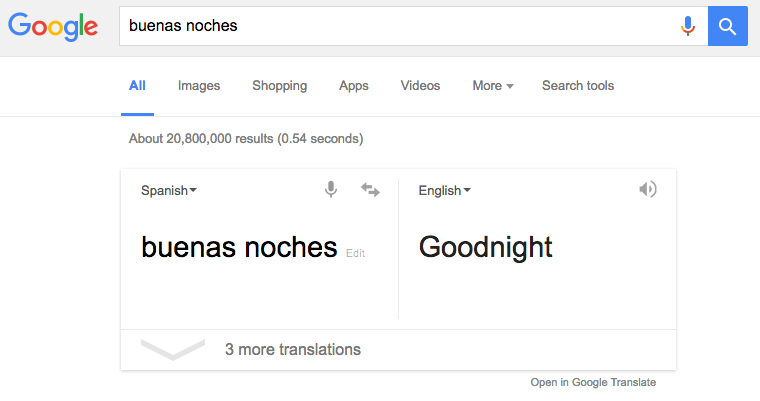 Google buenas noches
All Images Shopping Apps Videos More Search tools
About 20,800,000 results (0.54 seconds)
Spanish English
buenas noches Edit Goodnight
3 more translations
Open in Google Translate